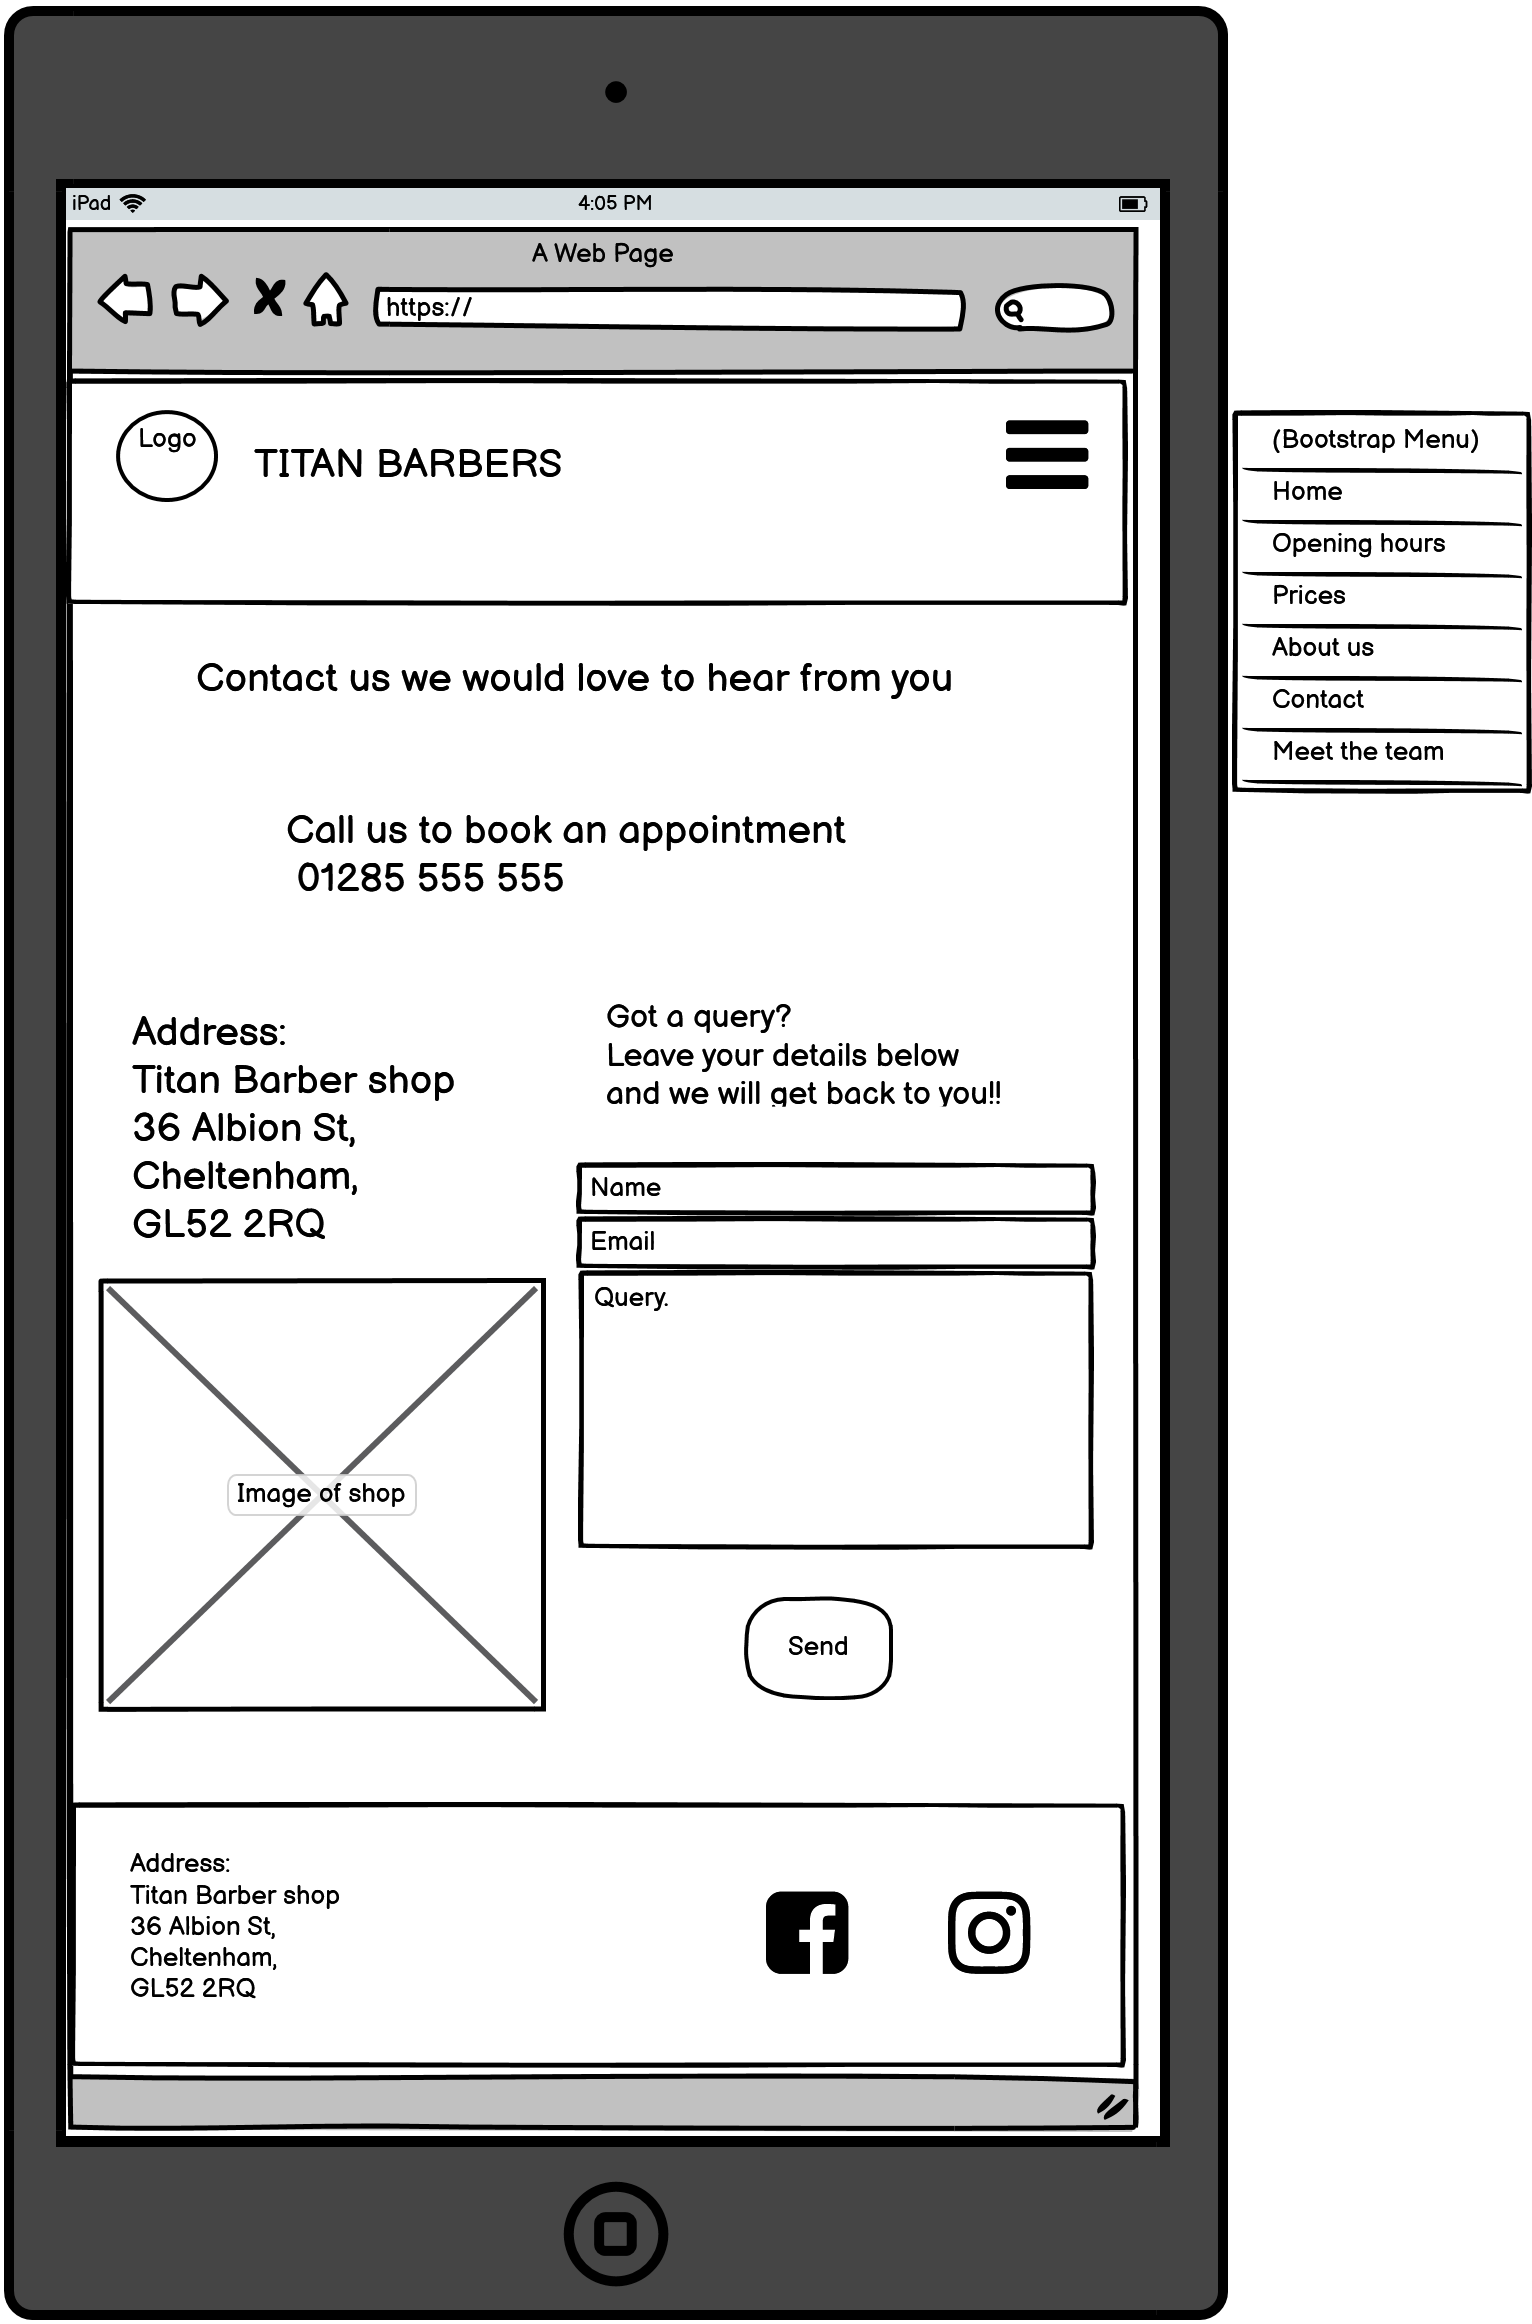 iPad
4:05 PM
A Web Page
https://
Logo
TITAN BARBERS
(Bootstrap Menu)
Home
Opening hours
Prices
About us
Contact
Meet the team
Contact us we would love to hear from you
Call us to book an appointment
01285 555 555
Address:
Titan Barber shop
36 Albion St,
Cheltenham,
GL52 2RQ
Got a query?
Leave your details below
and we will get back to you!!
Name
Email
Query.
Image of shop
Send
Address:
Titan Barber shop
36 Albion St,
Cheltenham,
GL52 2RQ